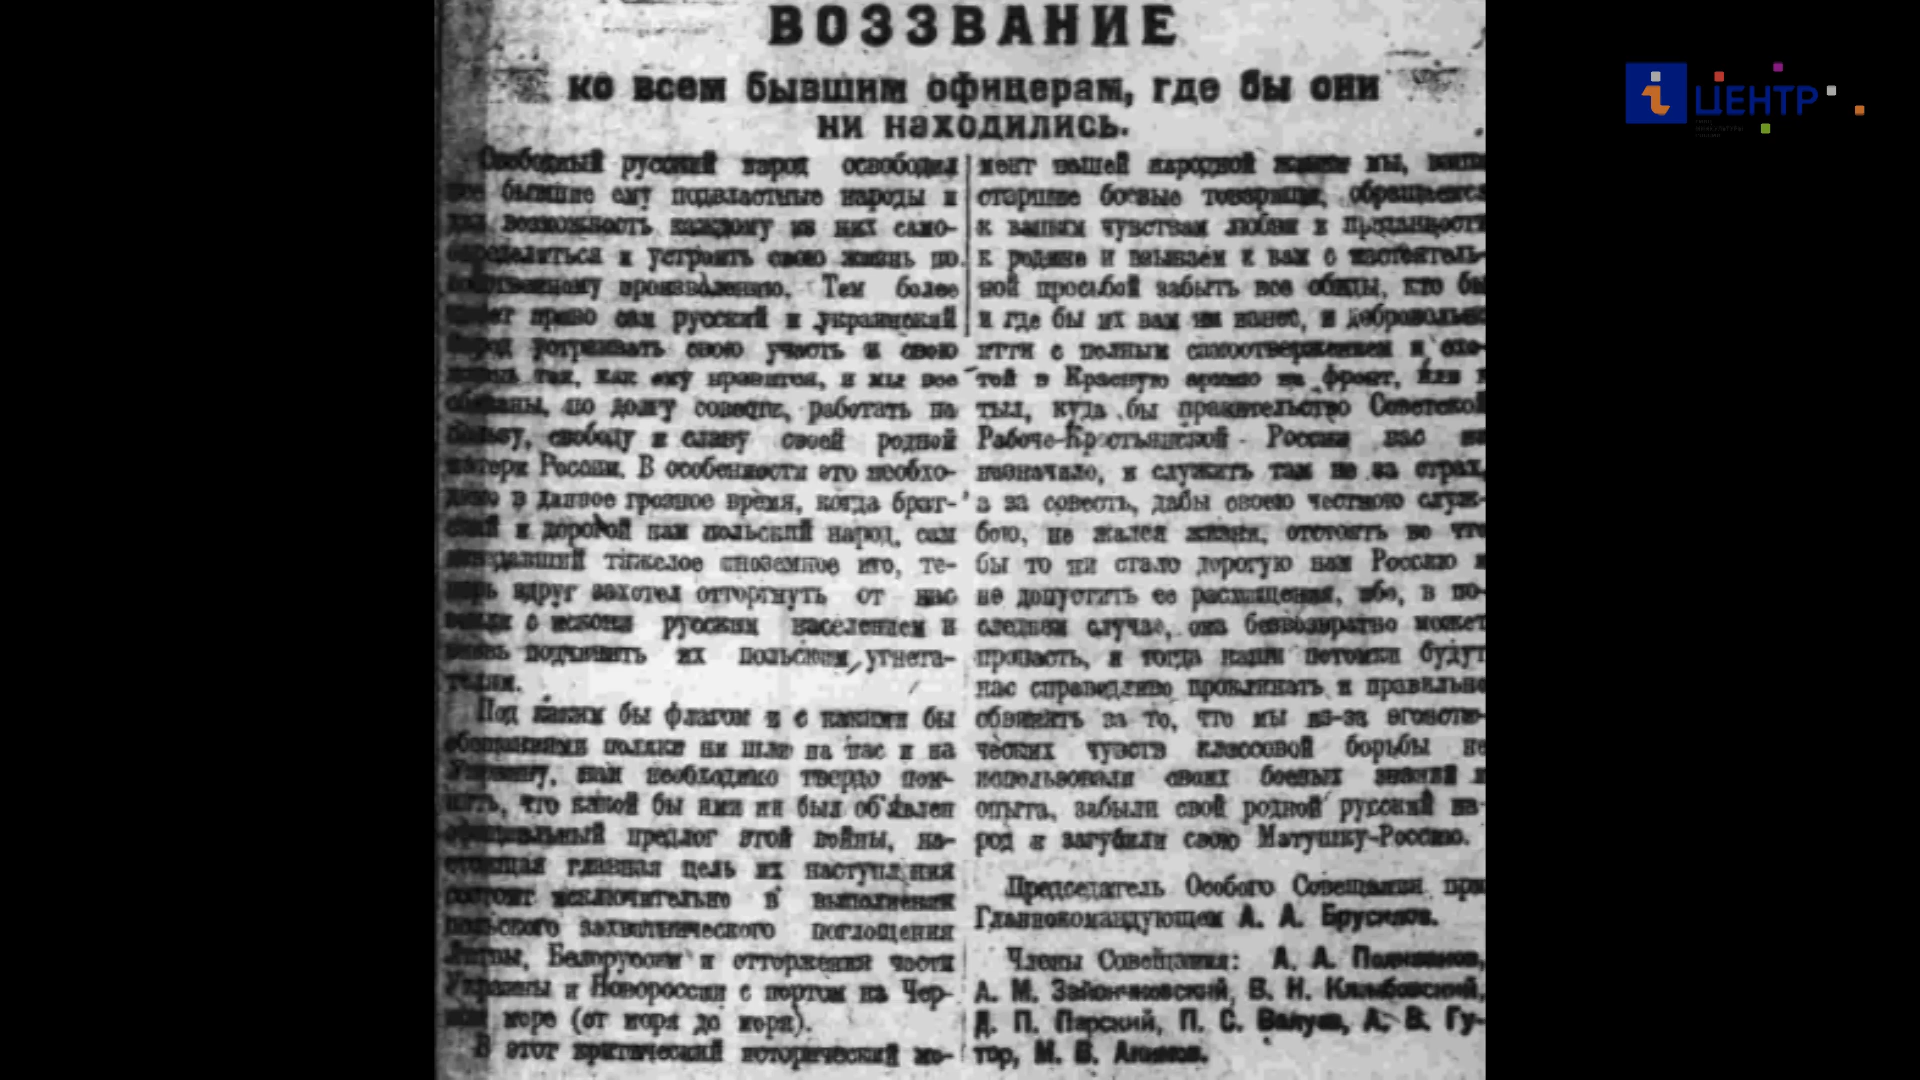 ВОЗЗВАНИЕ
ко всем бывшим офицерам, где бы они
ни находились.
Свободный русский народ освободил
все бывшие ему подвластные народы и
дал возможность каждому из них само-
определиться и устроить свою жизнь по
собственному произволению. Тем более
имеет право сам русский и украинский
народ устраивать свою участь и свою
жизнь так, как ему нравится, и мы все
обязаны, по долгу совести, работать на
пользу, свободу и славу своей родной
матери России. В особенности это необхо-
димо в данное грозное время, когда брат-
ский и дорогой нам польский народ, сам
изведавший тяжелое иноземное иго, те-
перь вдруг захотел отторгнуть от нас
земли с искони русским населением и
вновь подчинить их польским угнета-
телям.
Под каким бы флагом и с какими бы
обещаниями поляки ни шли на нас и на
Украину, нам необходимо твердо пом-
нить, что какой бы ими ни был об'явлен
официальный предлог этой войны, на-
стоящая главная цель их наступления
состоит исключительно в выполнении
польского захватнического поглощения
Литвы, Белоруссии и отторжения части
Украины и Новороссии с портом на Чер-
ном море (от моря до моря).
В этот критический исторический мо-
мент нашей народной жизни мы, ваши
старшие боевые товарищи, обращаемся
к вашим чувствам любви и преданности
к родине и взываем к вам с настоятель-
ной просьбой забыть все обиды, кто бы
и где бы их вам ни нанес, и добровольно
итти с полным самоотвержением и охо-
той в Красную армию на фронт, или в
тыл, куда бы правительство Советской
Рабоче-Крестьянской России вас ни
назначило, и служить там не за страх,
а за совесть, дабы своею честною служ-
бою, не жалея жизни, отстоять во что
бы то ни стало дорогую нам Россию и
не допустить ее расхищения, ибо, в по-
следнем случае, она безвозвратно может
пропасть, и тогда наши потомки будут
нас справедливо проклинать и правильно
обвинять за то, что мы из-за эгоисти-
ческих чувств классовой борьбы не
использовали своих боевых знаний и
опыта, забыли свой родной русский на-
род и загубили свою Матушку-Россию.
Председатель Особого Совещания при
Главнокомандующем А. А. Брусилов.
Члены Совещания: А. А. Поливанов,
А. М. Зайончковский, В. Н. Клембовский,
Д. П. Парский, П. С. Валуев, А. Е. Гу-
тор, М. В. Акимов.
i ЦЕНТР